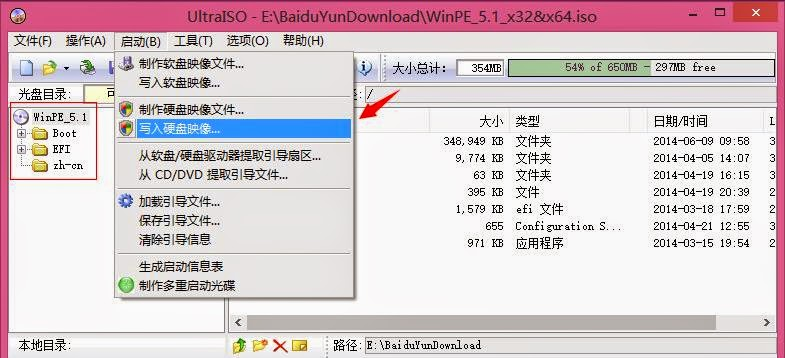 UltraISO - E:\BaiduYunDownload\WinPE_5.1_x32&x64.iso
文件(F) 操作(A) 启动(B) 工具(T) 选项(O) 帮助(H)
大小总计: 354MB 54% of 650MB - 297MB free
光盘目录: 可 /
制作软盘映像文件...
写入软盘映像...
制作硬盘映像文件...
写入硬盘映像...
从软盘/硬盘驱动器提取引导扇区...
从 CD/DVD 提取引导文件...
加载引导文件...
保存引导文件...
清除引导信息
生成启动信息表
制作多重启动光碟
WinPE_5.1
Boot
EFI
zh-cn
大小 类型 日期/时间 L
348,949 KB 文件夹 2014-06-09 09:58
9,774 KB 文件夹 2014-04-05 14:07
63 KB 文件夹 2014-04-19 16:15
395 KB 文件 2014-04-19 20:39
1,579 KB efi 文件 2014-03-18 17:59
655 Configuration S... 2014-04-21 12:55
971 KB 应用程序 2014-03-15 19:54
本地目录: 路径: E:\BaiduYunDownload